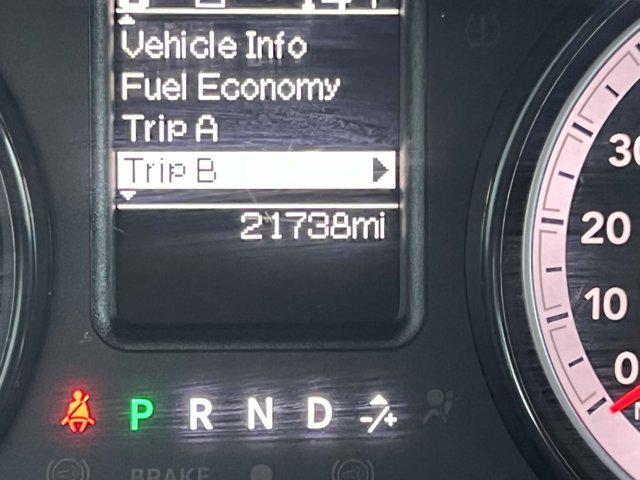 Vehicle Info
Fuel Economy
Trip A
Trip B
21738mi
30
20
10
0
P R N D -/+
BRAKE